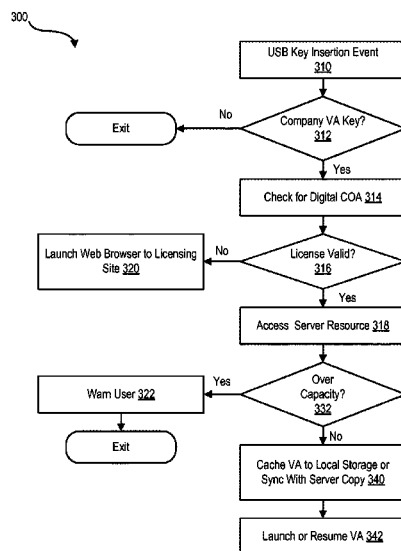 300
USB Key Insertion Event
310
No
Exit
Company VA Key?
312
Yes
Check for Digital COA 314
Launch Web Browser to Licensing
Site 320
No
License Valid?
316
Yes
Access Server Resource 318
Warn User 322
Yes
Over
Capacity?
332
Exit
No
Cache VA to Local Storage or
Sync With Server Copy 340
Launch or Resume VA 342